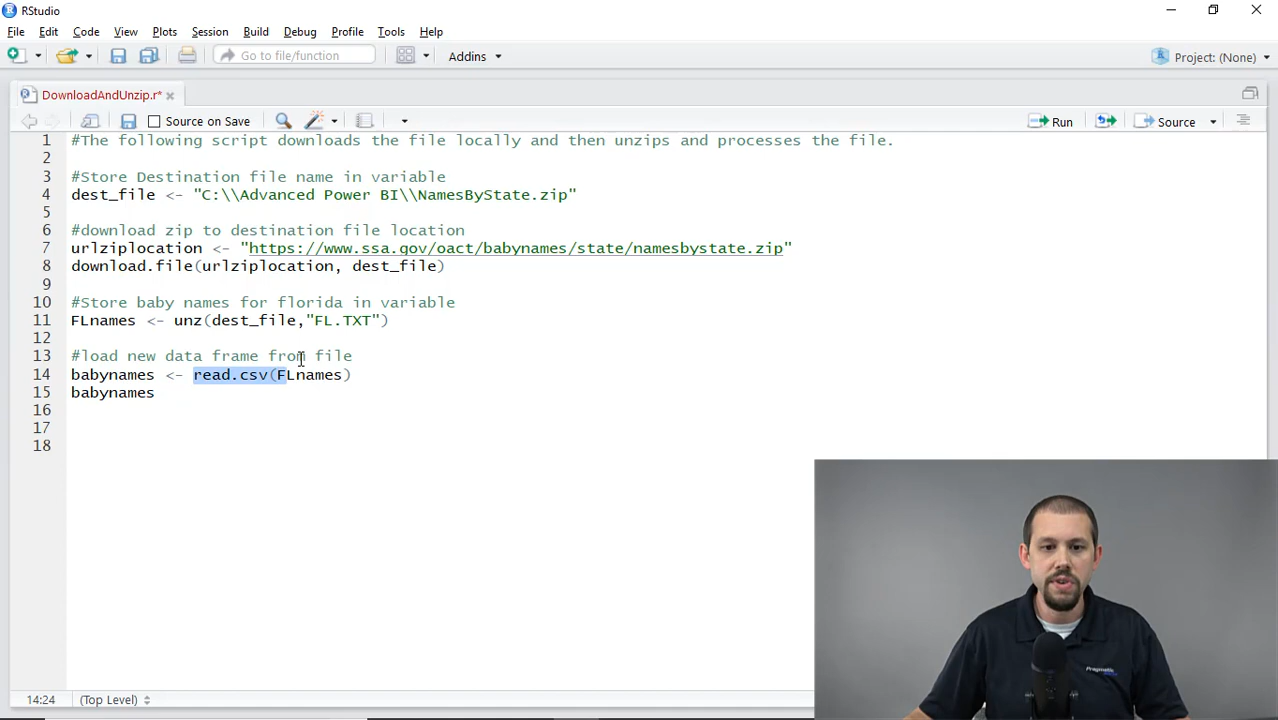 RStudio
File Edit Code View Plots Session Build Debug Profile Tools Help
Go to file/function Addins Project: (None)
DownloadAndUnzip.r*
Source on Save Run Source
1 #The following script downloads the file locally and then unzips and processes the file.
2
3 #Store Destination file name in variable
4 dest_file <- "C:\\Advanced Power BI\\NamesByState.zip"
5
6 #download zip to destination file location
7 urlziplocation <- "https://www.ssa.gov/oact/babynames/state/namesbystate.zip"
8 download.file(urlziplocation, dest_file)
9
10 #Store baby names for florida in variable
11 FLnames <- unz(dest_file,"FL.TXT")
12
13 #load new data frame from file
14 babynames <- read.csv(FLnames)
15 babynames
16
17
18
Pragmatic
14:24 (Top Level)